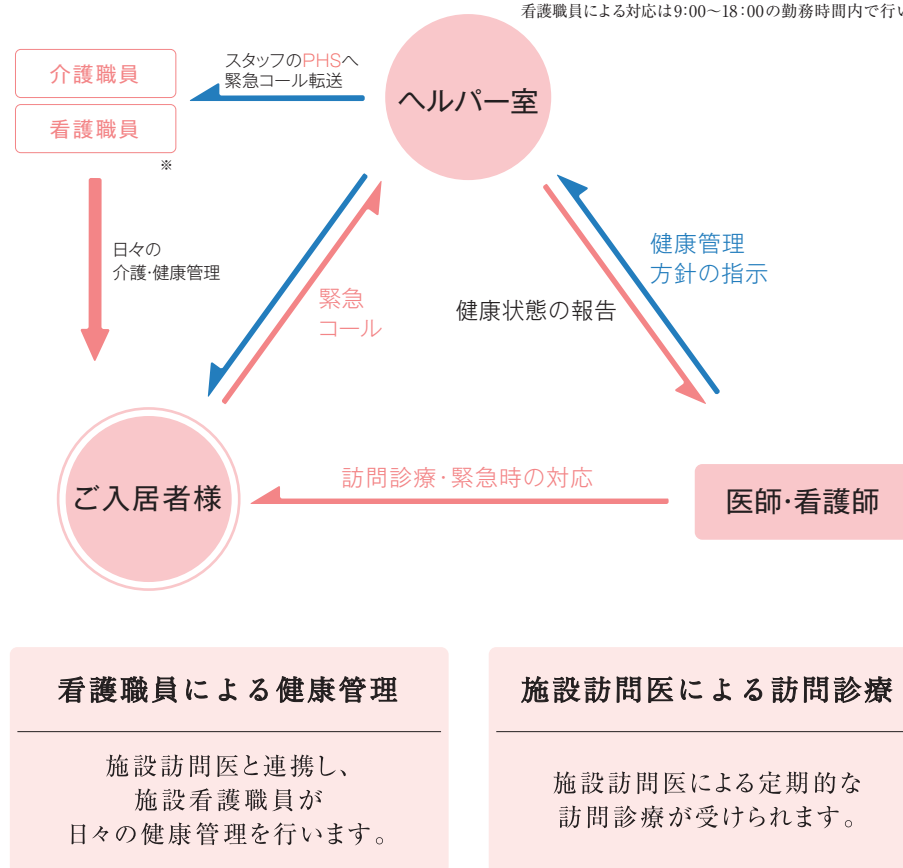 看護職員による対応は9:00〜18:00の勤務時間内で行い
スタッフのPHSへ
緊急コール転送
介護職員
看護職員
※
ヘルパー室
日々の
介護・健康管理
緊急
コール
健康状態の報告
健康管理
方針の指示
ご入居者様
訪問診療・緊急時の対応
医師・看護師
看護職員による健康管理
施設訪問医と連携し、
施設看護職員が
日々の健康管理を行います。
施設訪問医による訪問診療
施設訪問医による定期的な
訪問診療が受けられます。